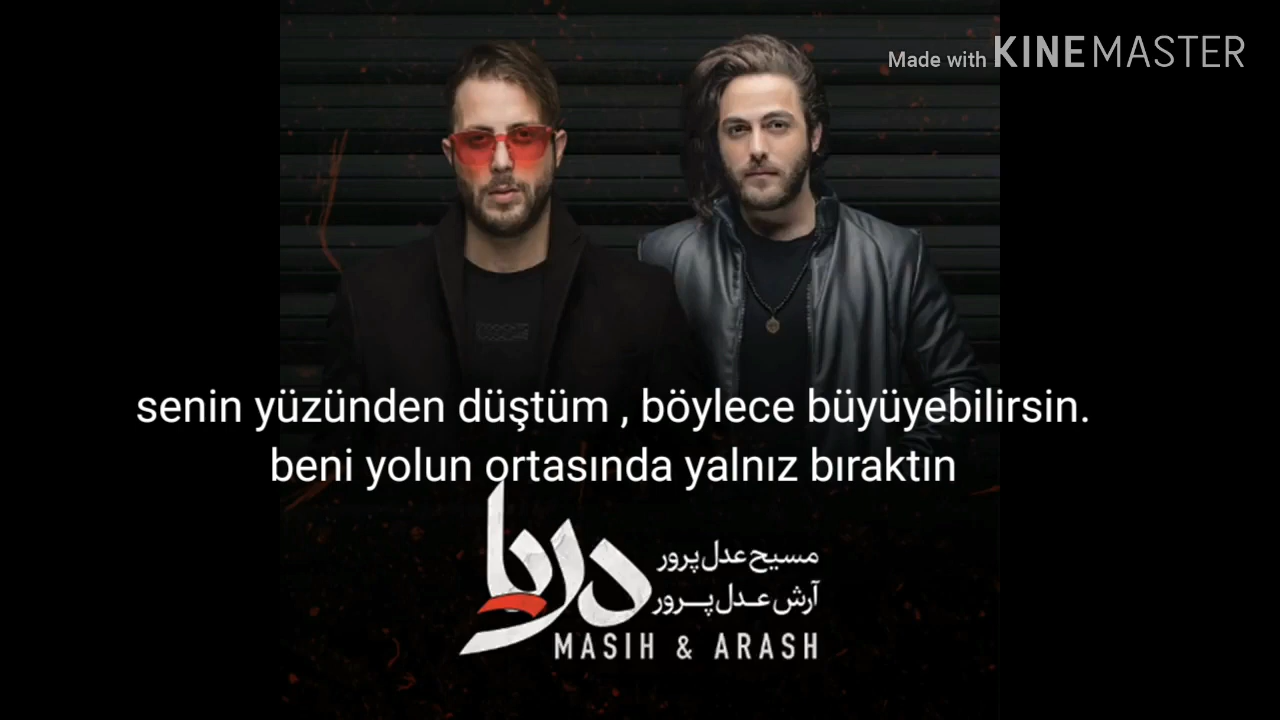 Made with KINEMASTER
senin yüzünden düştüm , böylece büyüyebilirsin.
beni yolun ortasında yalnız bıraktın
دریا
مسیح عدل پرور
آرش عدل پرور
MASIH & ARASH